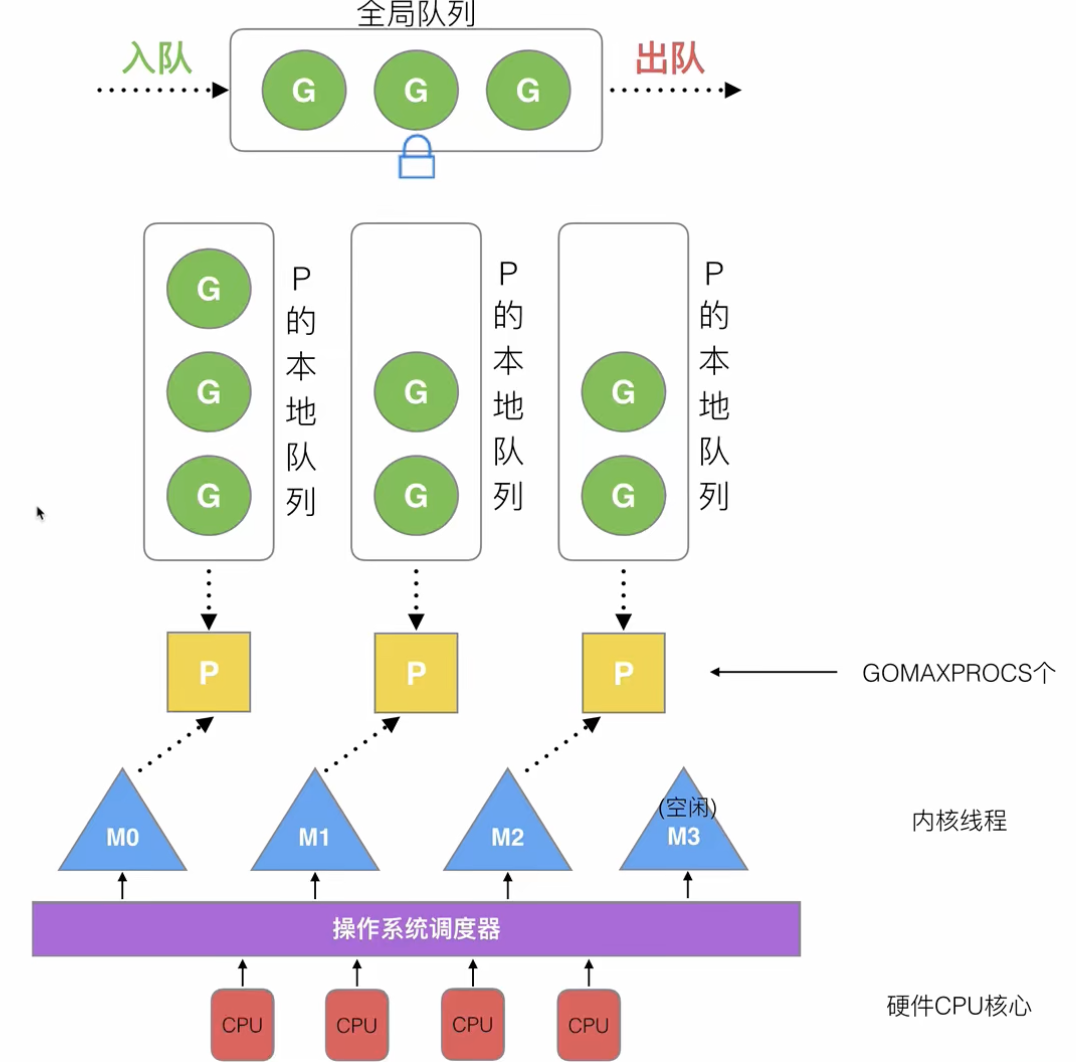 全局队列
入队
出队
G G G
G
G
G
P的本地队列
G
G
P的本地队列
G
G
P的本地队列
P P P
GOMAXPROCS个
M0 M1 M2
(空闲)
M3
内核线程
操作系统调度器
CPU CPU CPU CPU
硬件CPU核心